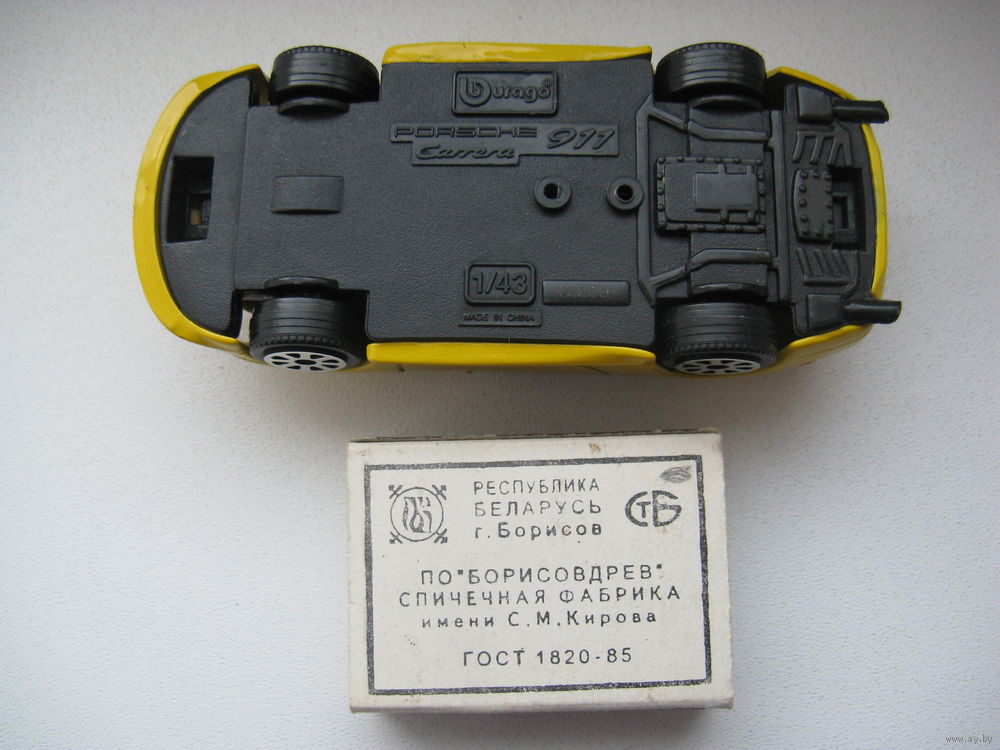 Burago®
PORSCHE 911
Carrera
1/43
MADE IN CHINA
РЕСПУБЛИКА
БЕЛАРУСЬ
г. Борисов
СТБ
ПО "БОРИСОВДРЕВ"
СПИЧЕЧНАЯ ФАБРИКА
имени С.М.Кирова
ГОСТ 1820-85
www.ay.by